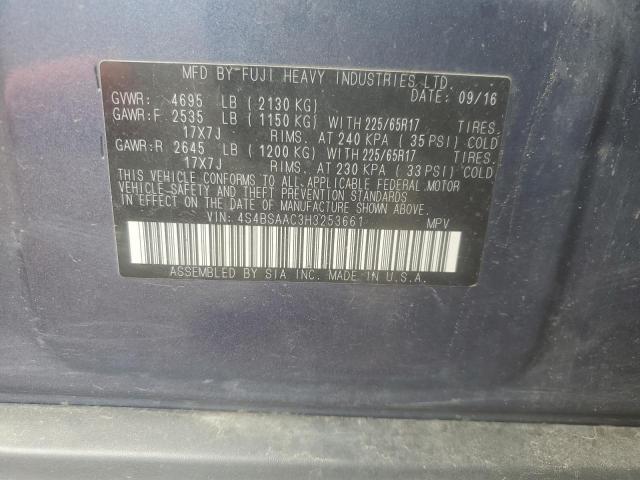 MFD BY FUJI HEAVY INDUSTRIES LTD.
GVWR: 4695 LB (2130 KG) DATE: 09/16
GAWR:F 2535 LB (1150 KG) WITH 225/65R17 TIRES.
17X7J RIMS. AT 240 KPA (35 PSI) COLD
GAWR:R 2645 LB (1200 KG) WITH 225/65R17 TIRES.
17X7J RIMS. AT 230 KPA (33 PSI) COLD
THIS VEHICLE CONFORMS TO ALL APPLICABLE FEDERAL MOTOR
VEHICLE SAFETY AND THEFT PREVENTION STANDARDS
IN EFFECT ON THE DATE OF MANUFACTURE SHOWN ABOVE.
VIN: 4S4BSAAC3H3253661 MPV
ASSEMBLED BY SIA INC. MADE IN U.S.A.